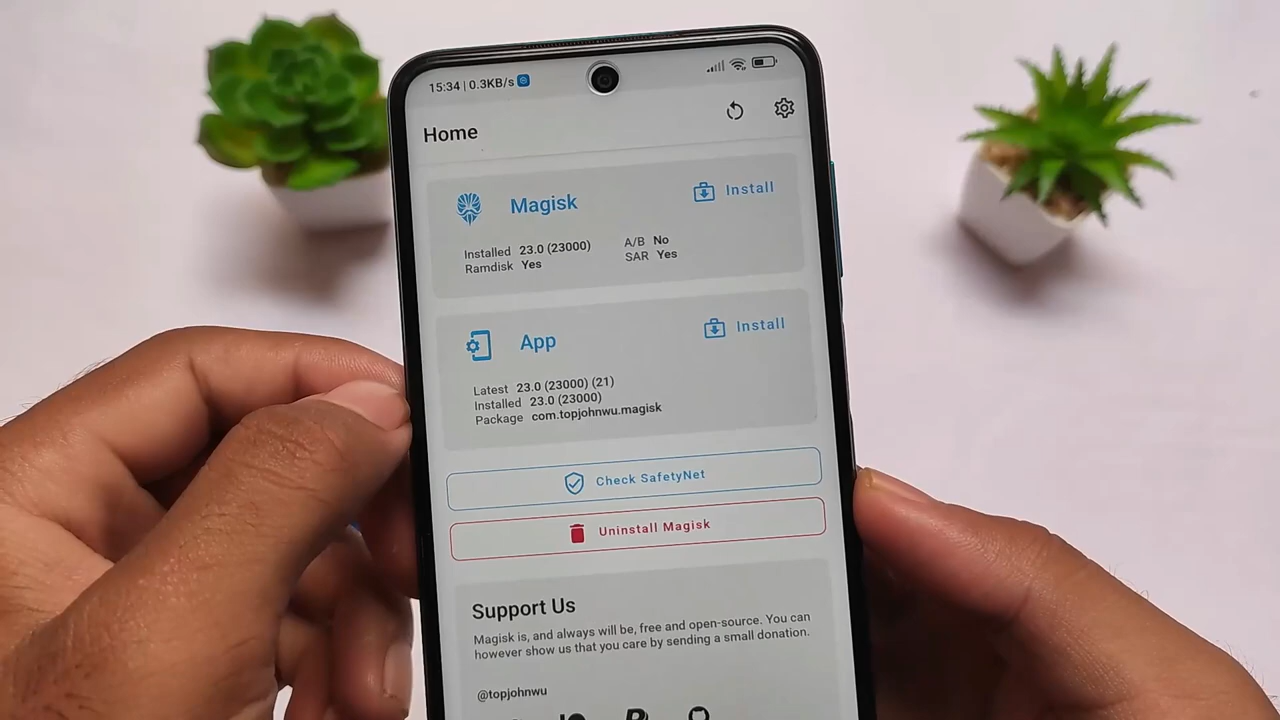 15:34 | 0.3KB/s
Home
Magisk
Install
Installed 23.0 (23000)
A/B No
Ramdisk Yes
SAR Yes
App
Install
Latest 23.0 (23000) (21)
Installed 23.0 (23000)
Package com.topjohnwu.magisk
Check SafetyNet
Uninstall Magisk
Support Us
Magisk is, and always will be, free and open-source. You can
however show us that you care by sending a small donation.
@topjohnwu